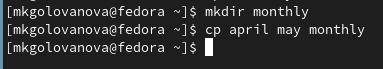 [mkgolovanova@fedora ~]$ mkdir monthly
[mkgolovanova@fedora ~]$ cp april may monthly
[mkgolovanova@fedora ~]$